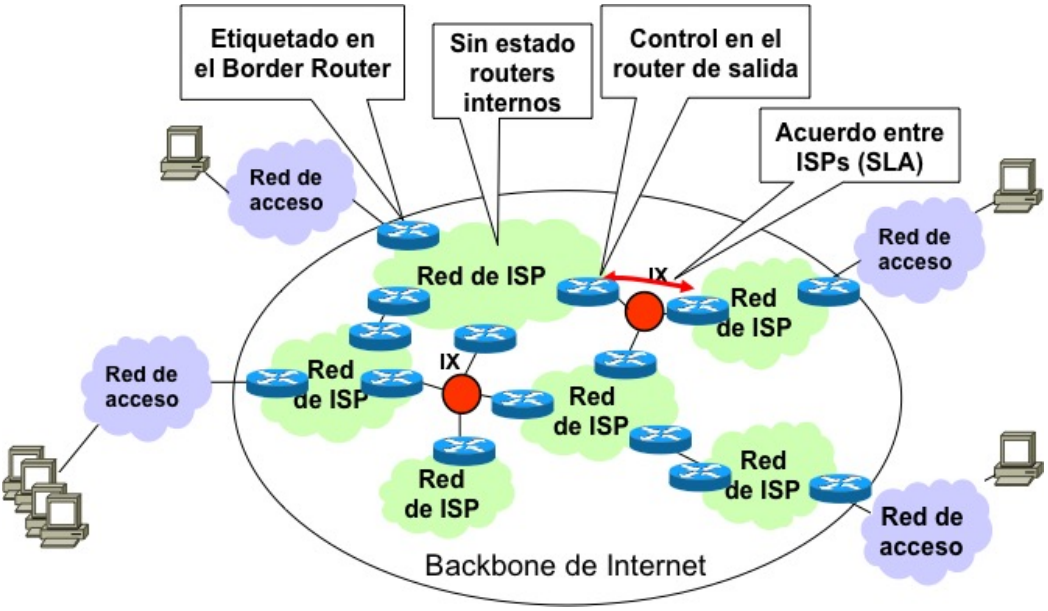 Etiquetado en
el Border Router
Sin estado
routers
internos
Control en el
router de salida
Acuerdo entre
ISPs (SLA)
Red de
acceso
Red de
acceso
Red de ISP
IX
Red
de ISP
Red de
acceso
IX
Red
de ISP
Red
de ISP
Red
de ISP
Red
de ISP
Red de
acceso
Backbone de Internet